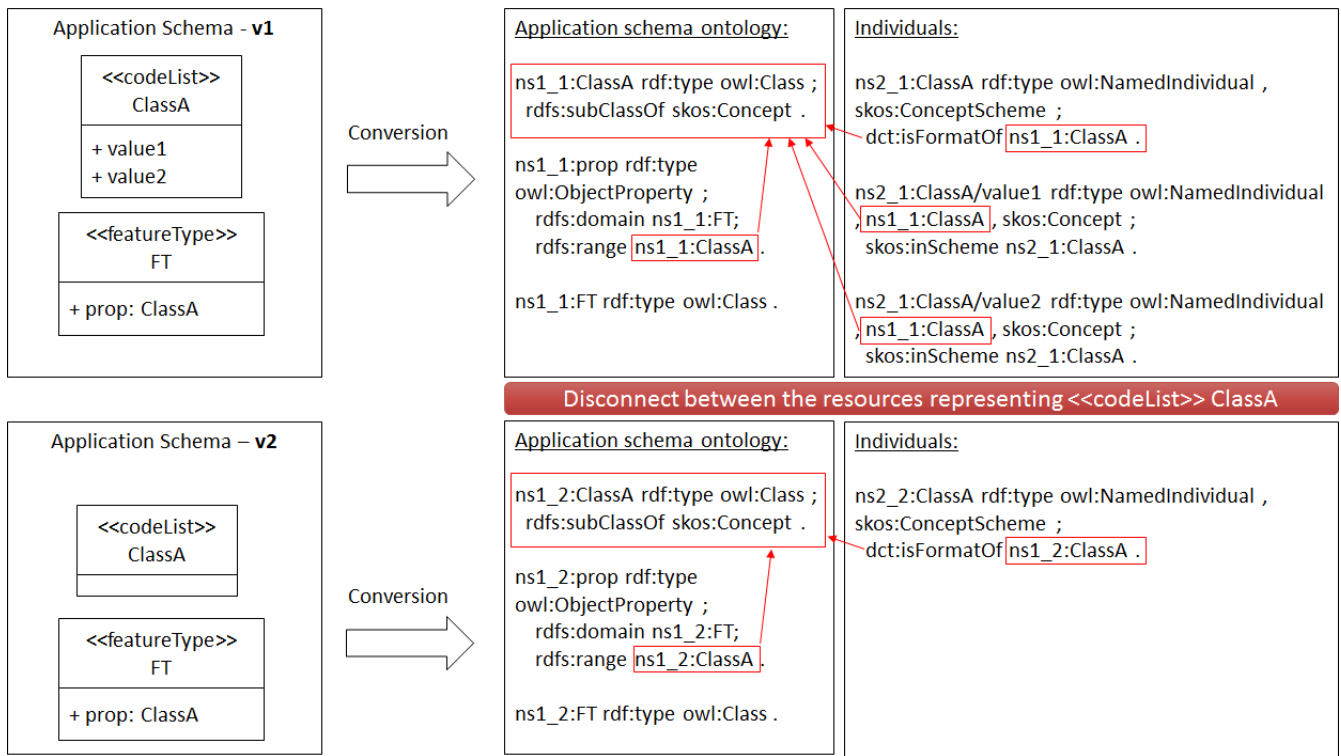 Application Schema - v1
<<codeList>>
ClassA
+ value1
+ value2
<<featureType>>
FT
+ prop: ClassA
Conversion
Application schema ontology:
ns1_1:ClassA rdf:type owl:Class ;
rdfs:subClassOf skos:Concept .
ns1_1:prop rdf:type
owl:ObjectProperty ;
rdfs:domain ns1_1:FT;
rdfs:range ns1_1:ClassA .
ns1_1:FT rdf:type owl:Class .
Individuals:
ns2_1:ClassA rdf:type owl:NamedIndividual ,
skos:ConceptScheme ;
dct:isFormatOf ns1_1:ClassA .
ns2_1:ClassA/value1 rdf:type owl:NamedIndividual
, ns1_1:ClassA , skos:Concept ;
skos:inScheme ns2_1:ClassA .
ns2_1:ClassA/value2 rdf:type owl:NamedIndividual
, ns1_1:ClassA , skos:Concept ;
skos:inScheme ns2_1:ClassA .
Disconnect between the resources representing <<codeList>> ClassA
Application Schema – v2
<<codeList>>
ClassA
<<featureType>>
FT
+ prop: ClassA
Conversion
Application schema ontology:
ns1_2:ClassA rdf:type owl:Class ;
rdfs:subClassOf skos:Concept .
ns1_2:prop rdf:type
owl:ObjectProperty ;
rdfs:domain ns1_2:FT;
rdfs:range ns1_2:ClassA .
ns1_2:FT rdf:type owl:Class .
Individuals:
ns2_2:ClassA rdf:type owl:NamedIndividual ,
skos:ConceptScheme ;
dct:isFormatOf ns1_2:ClassA .